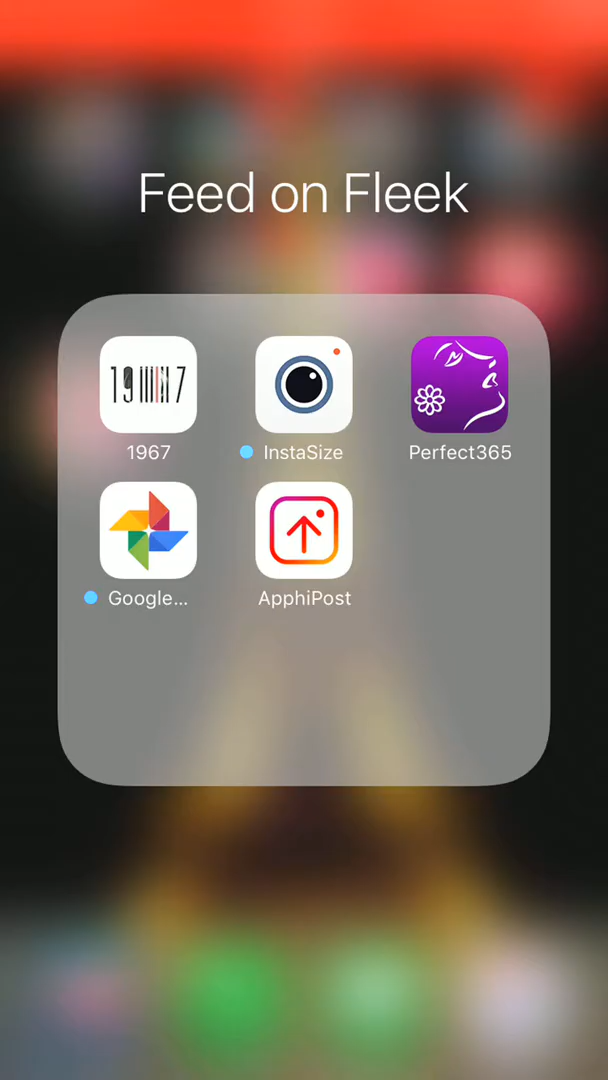 Feed on Fleek
19 7
1967
InstaSize
Perfect365
Google...
ApphiPost